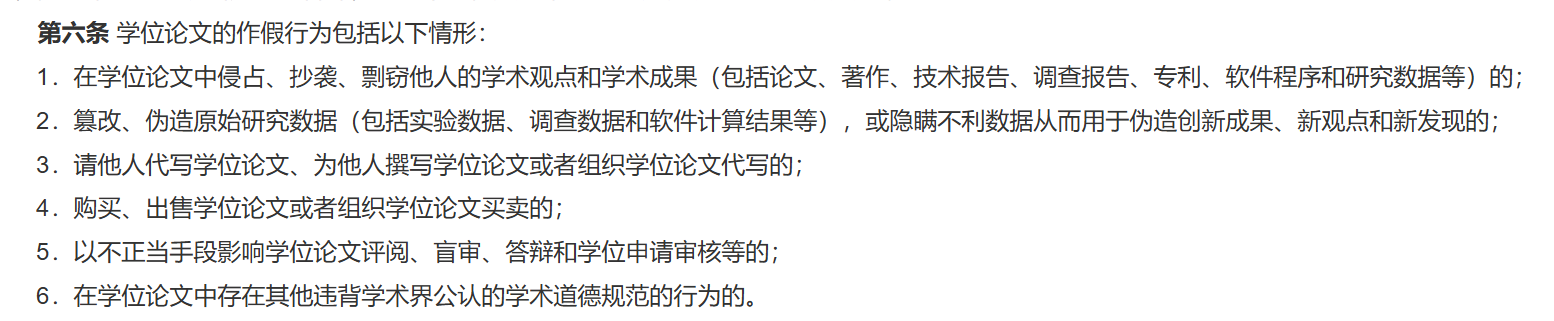 第六条 学位论文的作假行为包括以下情形：
1．在学位论文中侵占、抄袭、剽窃他人的学术观点和学术成果（包括论文、著作、技术报告、调查报告、专利、软件程序和研究数据等）的；
2．篡改、伪造原始研究数据（包括实验数据、调查数据和软件计算结果等），或隐瞒不利数据从而用于伪造创新成果、新观点和新发现的；
3．请他人代写学位论文、为他人撰写学位论文或者组织学位论文代写的；
4．购买、出售学位论文或者组织学位论文买卖的；
5．以不正当手段影响学位论文评阅、盲审、答辩和学位申请审核等的；
6．在学位论文中存在其他违背学术界公认的学术道德规范的行为的。